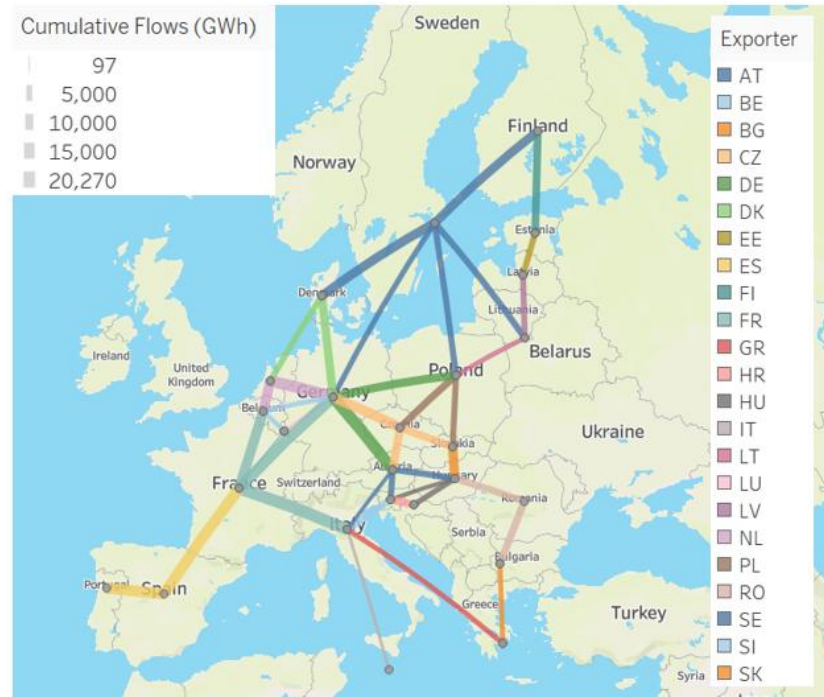 Cumulative Flows (GWh)
97
5,000
10,000
15,000
20,270
Exporter
AT
BE
BG
CZ
DE
DK
EE
ES
FI
FR
GR
HR
HU
IT
LT
LU
LV
NL
PL
RO
SE
SI
SK
Sweden
Finland
Norway
Estonia
Latvia
Denmark
Lithuania
Ireland
United
Kingdom
Belarus
Poland
Germany
Belgium
Ukraine
Slovakia
France
Switzerland
Austria
Hungary
Romania
Italy
Serbia
Bulgaria
Portugal
Spain
Greece
Turkey
Syria